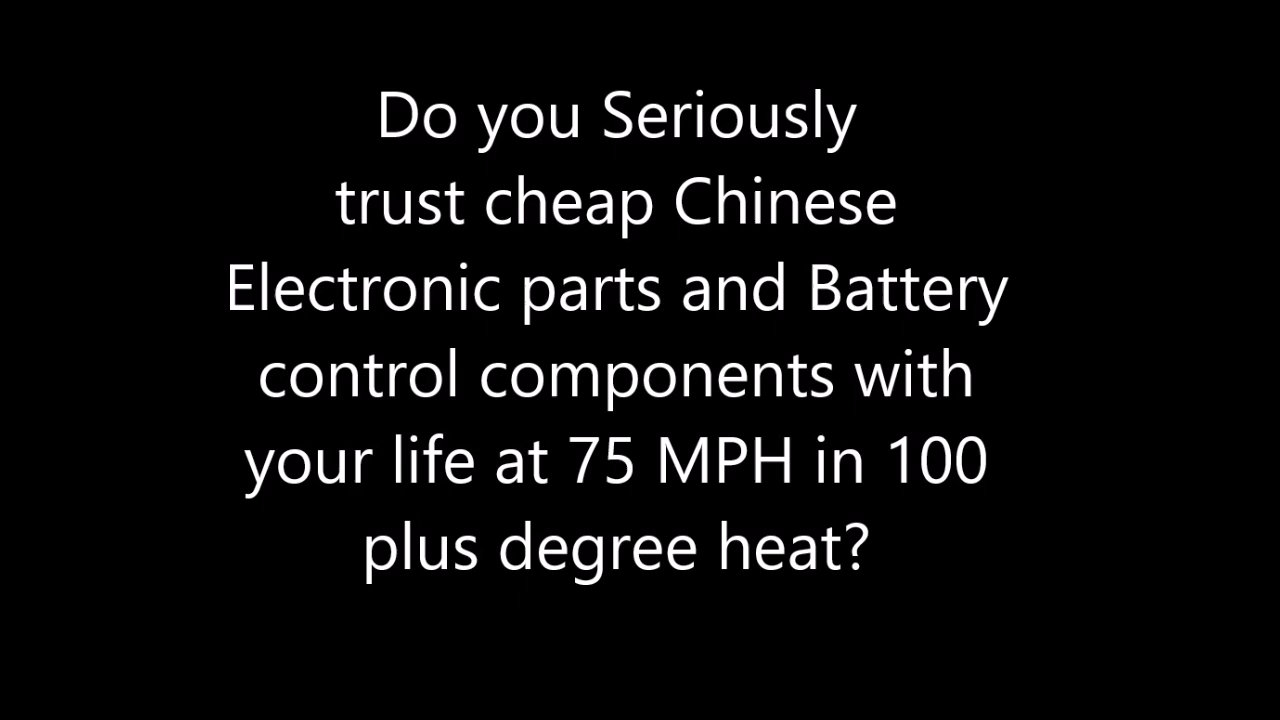 Do you Seriously
trust cheap Chinese
Electronic parts and Battery
control components with
your life at 75 MPH in 100
plus degree heat?